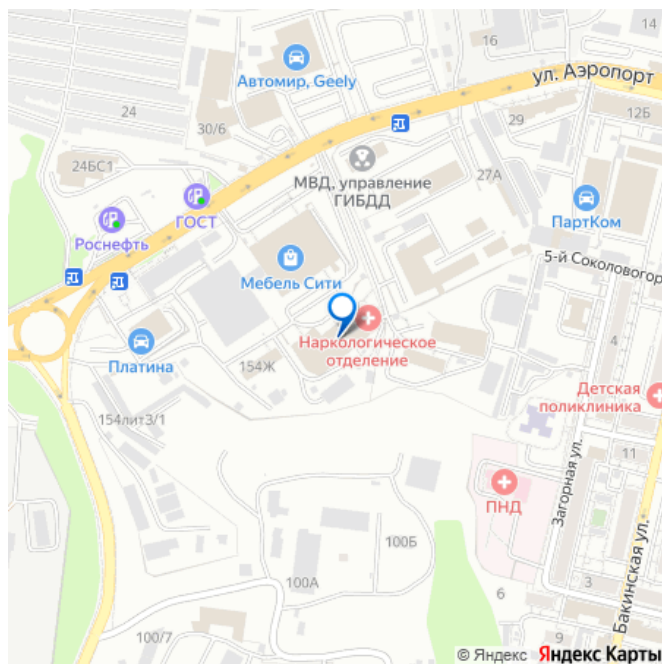 16
14
ул. Аэропорт
Автомир, Geely
24
30/6
29
12Б
МВД, управление
ГИБДД
24БС1
27А
ГОСТ
ПартКом
Роснефть
5-й Соколовогор
Мебель Сити
Наркологическое
отделение
4
Платина
154Ж
Детская
поликлиника
154лит3/1
11
ПНД
Загорная ул.
Бакинская ул.
100Б
100А
3
6
100/7
9
© Яндекс Яндекс Карты